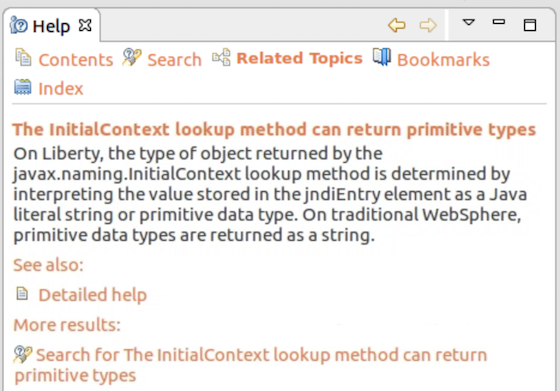 Help
Contents Search Related Topics Bookmarks
Index
The InitialContext lookup method can return primitive types
On Liberty, the type of object returned by the
javax.naming.InitialContext lookup method is determined by
interpreting the value stored in the jndiEntry element as a Java
literal string or primitive data type. On traditional WebSphere,
primitive data types are returned as a string.
See also:
Detailed help
More results:
Search for The InitialContext lookup method can return
primitive types